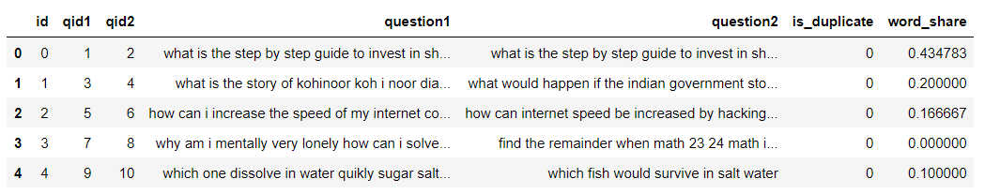 id qid1 qid2 question1 question2 is_duplicate word_share
0 0 1 2 what is the step by step guide to invest in sh... what is the step by step guide to invest in sh... 0 0.434783
1 1 3 4 what is the story of kohinoor koh i noor dia... what would happen if the indian government sto... 0 0.200000
2 2 5 6 how can i increase the speed of my internet co... how can internet speed be increased by hacking... 0 0.166667
3 3 7 8 why am i mentally very lonely how can i solve... find the remainder when math 23 24 math i... 0 0.000000
4 4 9 10 which one dissolve in water quikly sugar salt... which fish would survive in salt water 0 0.100000